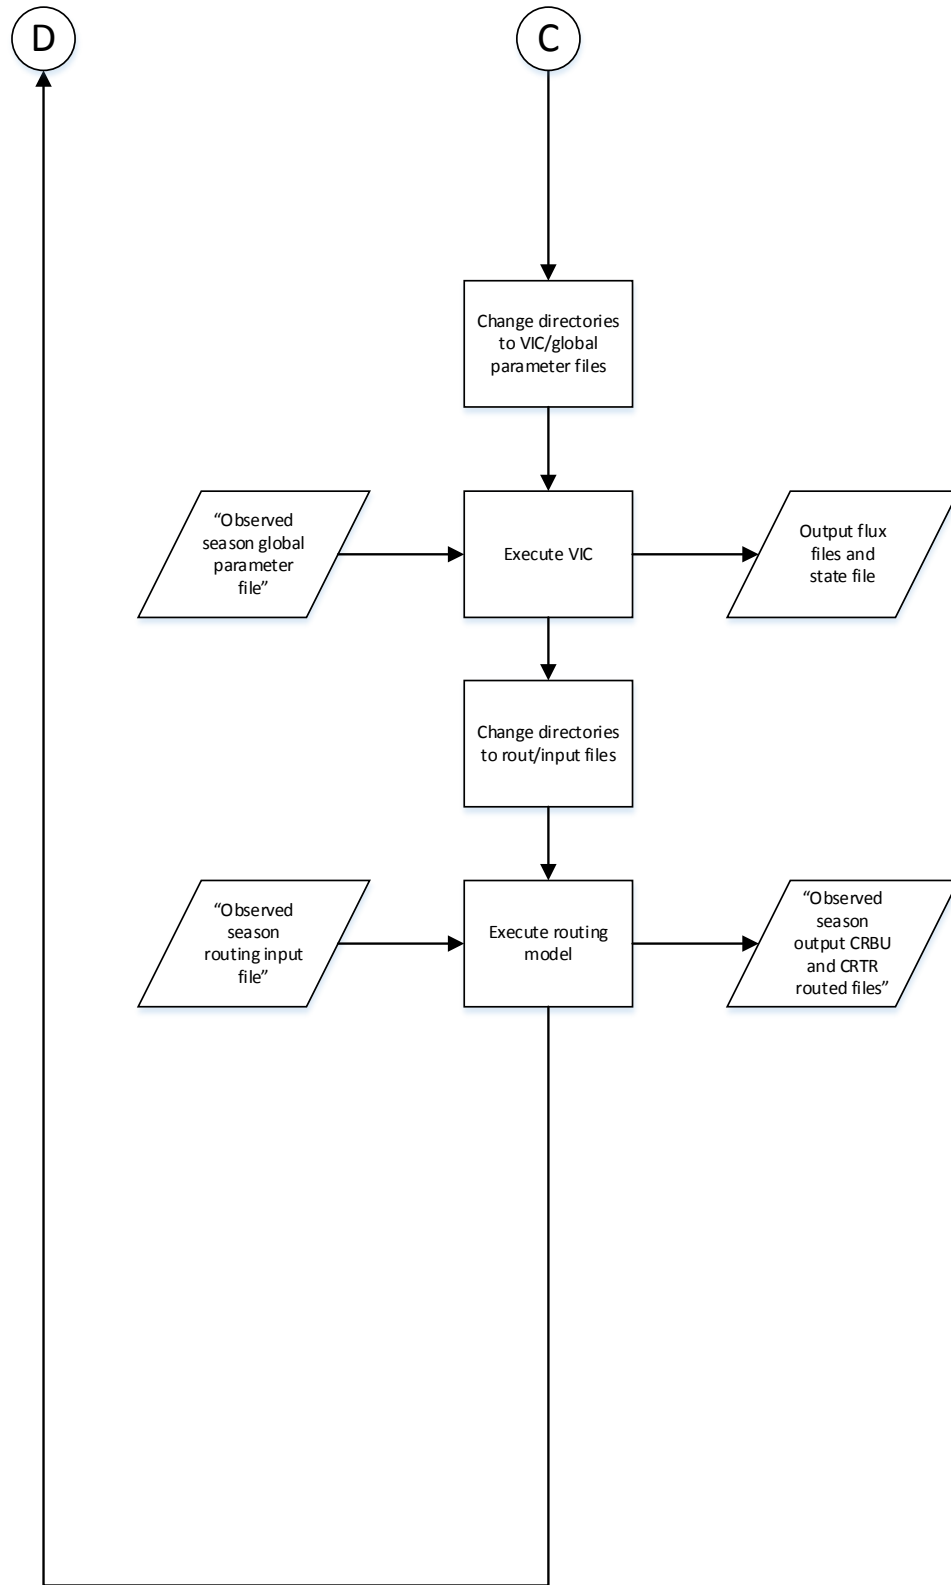 D
C
Change directories
to VIC/global
parameter files
“Observed
season global
parameter
file”
Execute VIC
Output flux
files and
state file
Change directories
to rout/input files
“Observed
season
routing input
file”
Execute routing
model
“Observed
season
output CRBU
and CRTR
routed files”